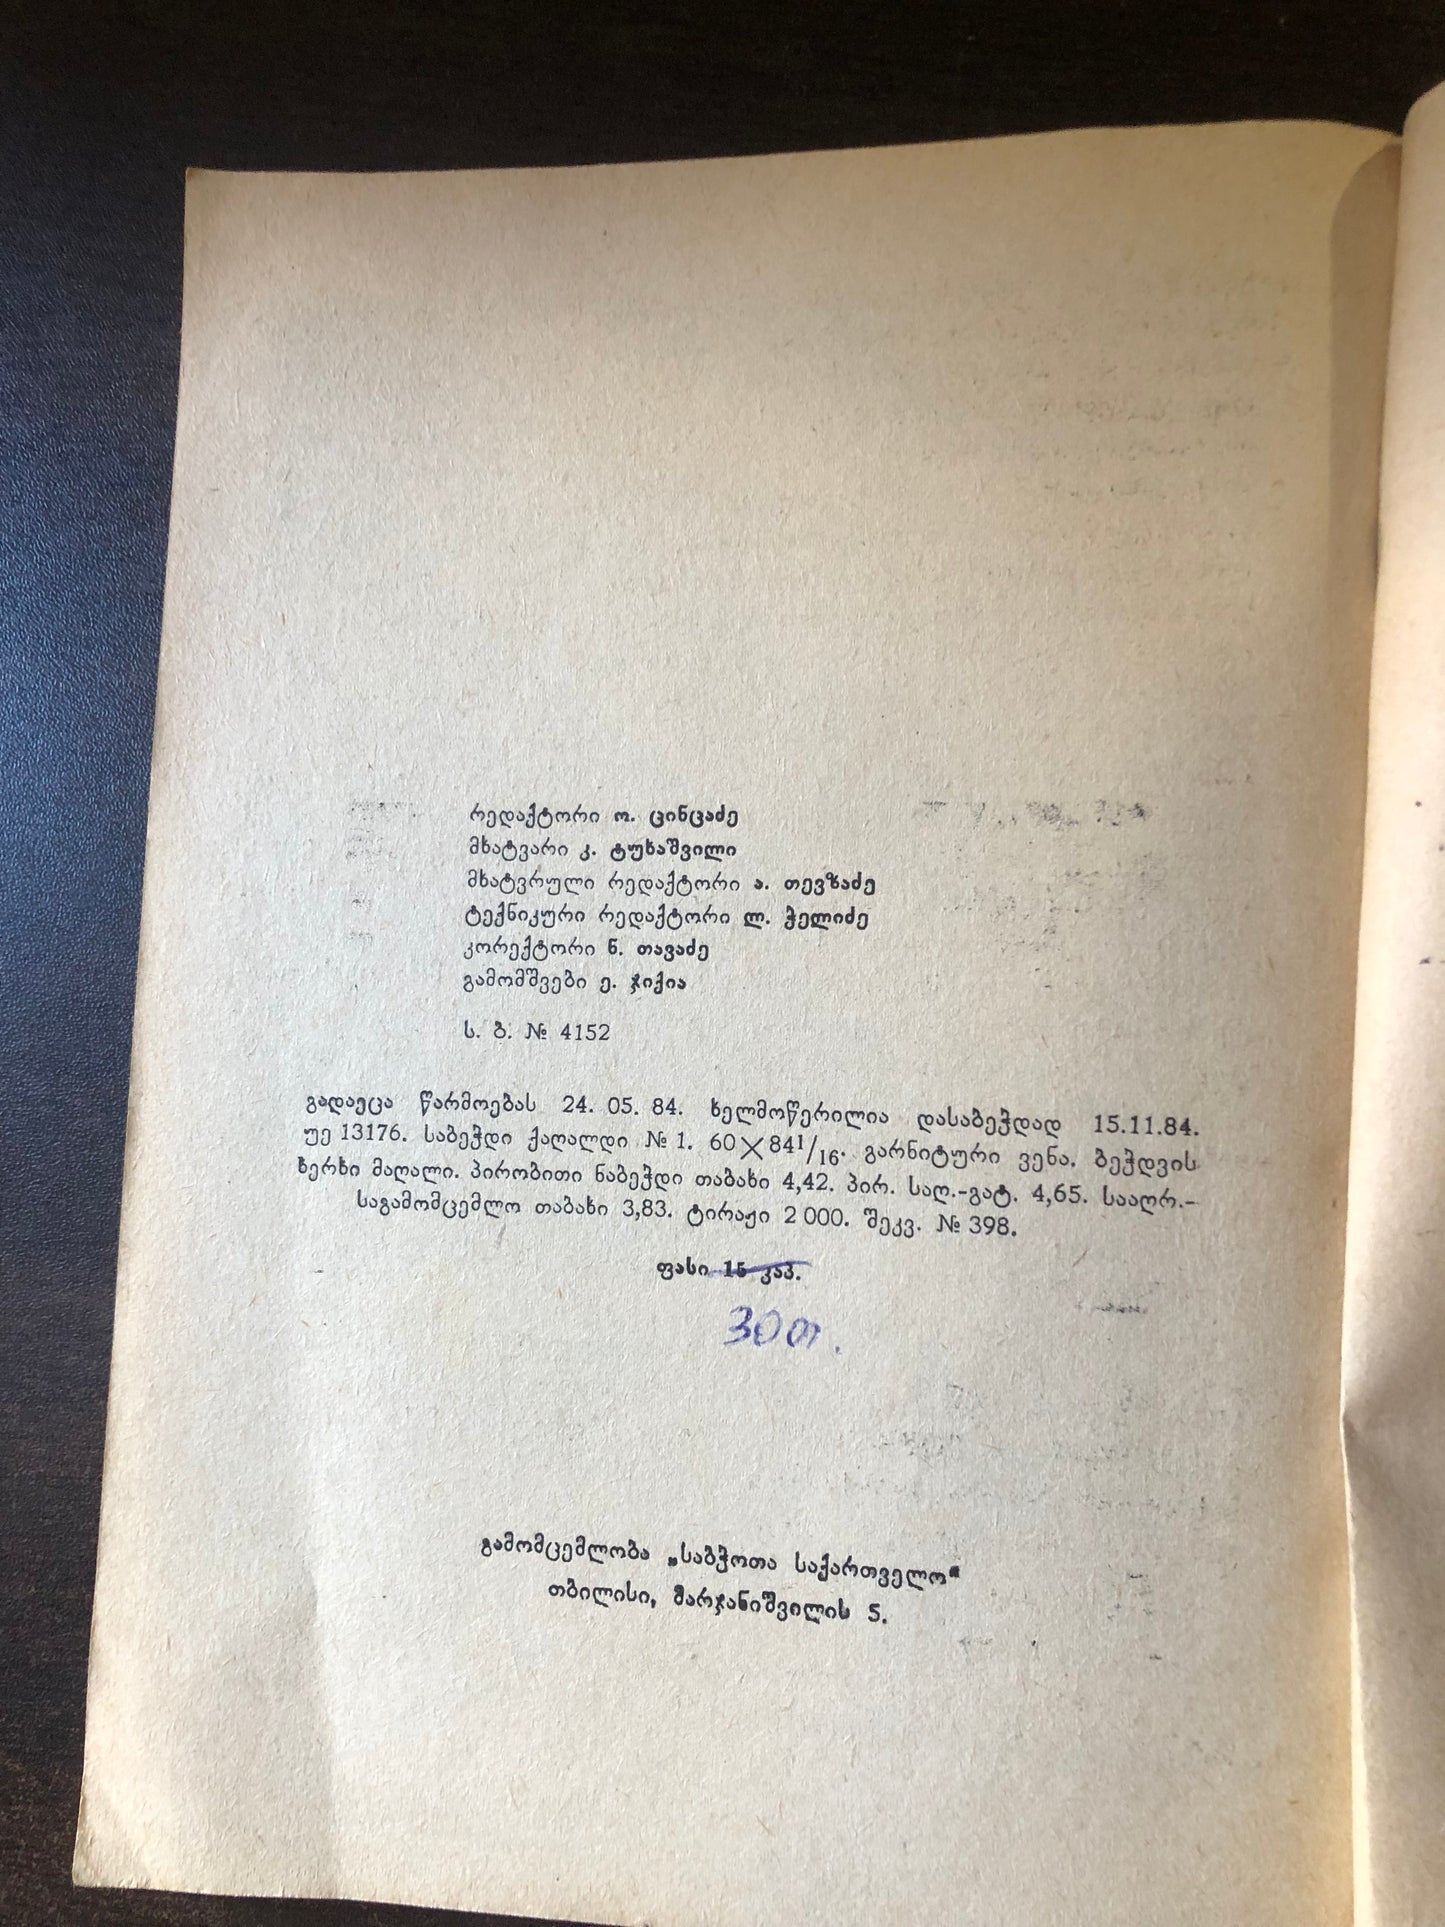 რედაქტორი ო. ცინცაძე
მხატვარი კ. ტუხაშვილი
მხატვრული რედაქტორი ა. თევზაძე
ტექნიკური რედაქტორი ლ. ჭელიძე
კორექტორი ნ. თავაძე
გამომშვები ე. ჯიქია
ს. ბ. № 4152
გადაეცა წარმოებას 24. 05. 84. ხელმოწერილია დასაბეჭდად 15.11.84.
უე 13176. საბეჭდი ქაღალდი № 1. 60×84¹/₁₆. გარნიტური ვენა. ბეჭდვის
ხერხი მაღალი. პირობითი ნაბეჭდი თაბახი 4,42. პირ. საღ.-გატ. 4,65. სააღრ.-
საგამომცემლო თაბახი 3,83. ტირაჟი 2 000. შეკვ. № 398.
ფასი 15 კაპ.
30 თ.
გამომცემლობა „საბჭოთა საქართველო“
თბილისი, მარჯანიშვილის 5.